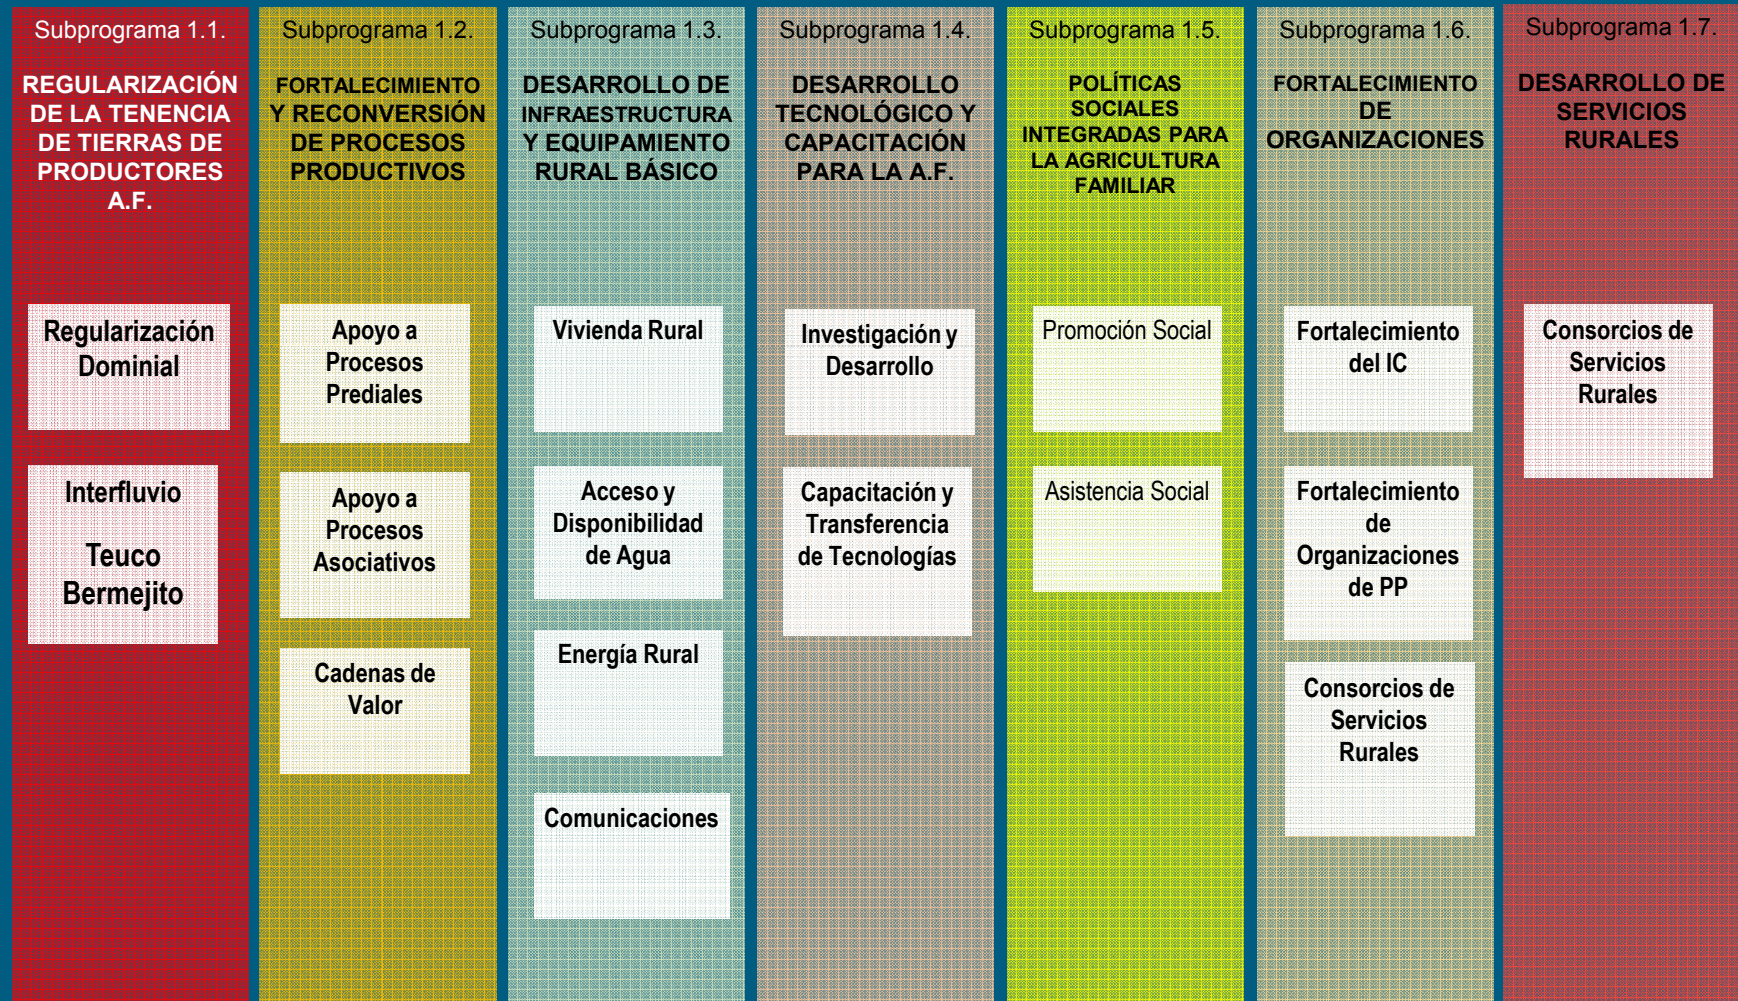 Subprograma 1.1.
REGULARIZACIÓN
DE LA TENENCIA
DE TIERRAS DE
PRODUCTORES
A.F.
Regularización
Dominial
Interfluvio
Teuco
Bermejito
Subprograma 1.2.
FORTALECIMIENTO
Y RECONVERSIÓN
DE PROCESOS
PRODUCTIVOS
Apoyo a
Procesos
Prediales
Apoyo a
Procesos
Asociativos
Cadenas de
Valor
Subprograma 1.3.
DESARROLLO DE
INFRAESTRUCTURA
Y EQUIPAMIENTO
RURAL BÁSICO
Vivienda Rural
Acceso y
Disponibilidad
de Agua
Energía Rural
Comunicaciones
Subprograma 1.4.
DESARROLLO
TECNOLÓGICO Y
CAPACITACIÓN
PARA LA A.F.
Investigación y
Desarrollo
Capacitación y
Transferencia
de Tecnologías
Subprograma 1.5.
POLÍTICAS
SOCIALES
INTEGRADAS PARA
LA AGRICULTURA
FAMILIAR
Promoción Social
Asistencia Social
Subprograma 1.6.
FORTALECIMIENTO
DE
ORGANIZACIONES
Fortalecimiento
del IC
Fortalecimiento
de
Organizaciones
de PP
Consorcios de
Servicios
Rurales
Subprograma 1.7.
DESARROLLO DE
SERVICIOS
RURALES
Consorcios de
Servicios
Rurales